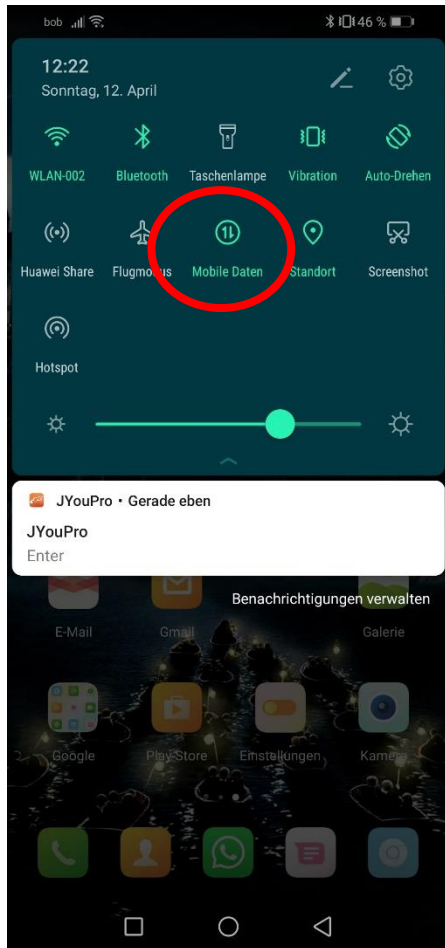 bob 46 %
12:22
Sonntag, 12. April
WLAN-002 Bluetooth Taschenlampe Vibration Auto-Drehen
Huawei Share Flugmodus Mobile Daten Standort Screenshot
Hotspot
JYouPro • Gerade eben
JYouPro
Enter
Benachrichtigungen verwalten
E-Mail Gmail Galerie
Google Play Store Einstellungen Kamera